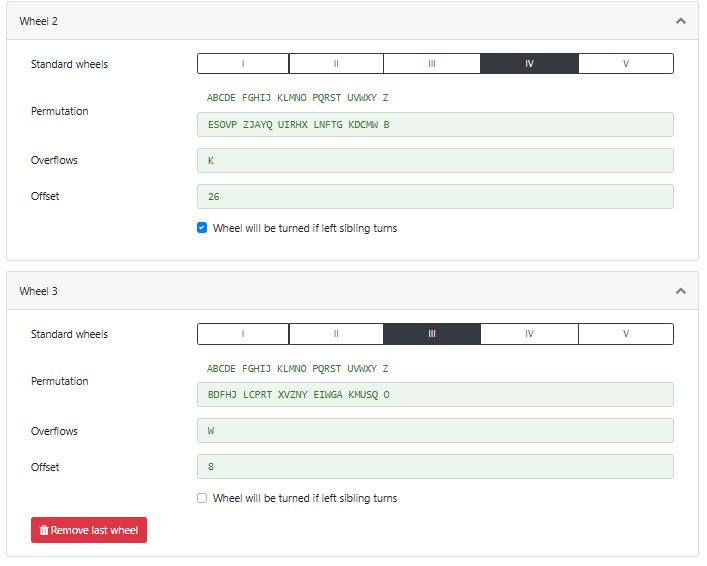 Wheel 2
Standard wheels I II III IV V
ABCDE FGHIJ KLMNO PQRST UVWXY Z
Permutation
ESOVP ZJAYQ UIRHX LNFTG KDCMW B
Overflows K
Offset 26
Wheel will be turned if left sibling turns
Wheel 3
Standard wheels I II III IV V
ABCDE FGHIJ KLMNO PQRST UVWXY Z
Permutation
BDFHJ LCPRT XVZNY EIWGA KMUSQ O
Overflows W
Offset 8
Wheel will be turned if left sibling turns
Remove last wheel